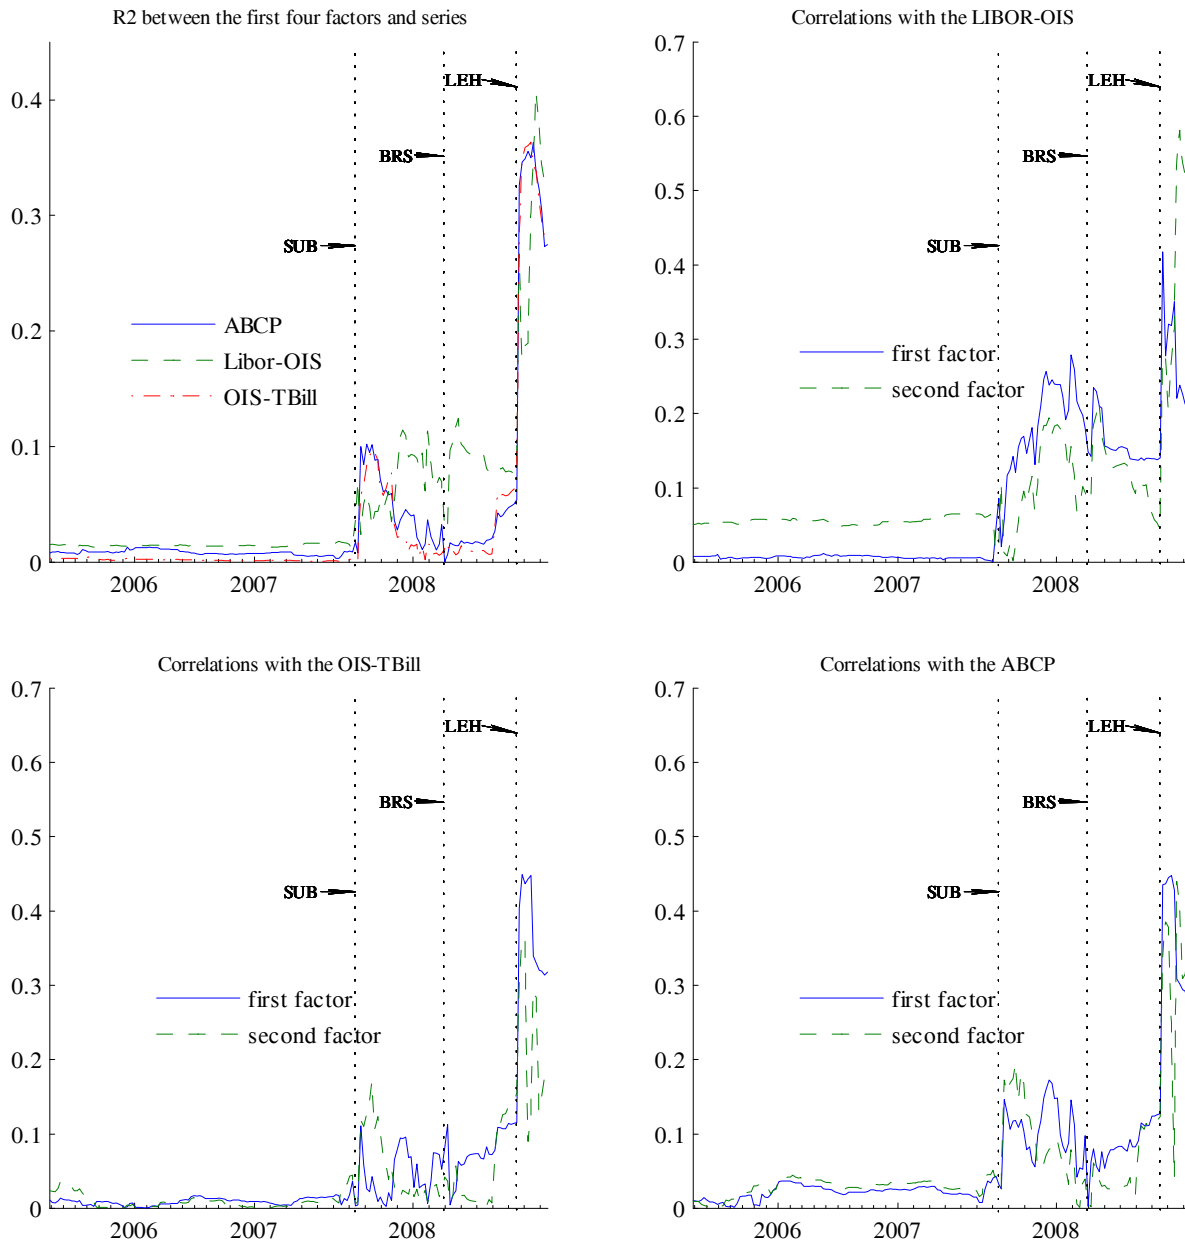 R2 between the first four factors and series
0.4
0.3
0.2
0.1
0
LEH
BRS
SUB
ABCP
Libor-OIS
OIS-TBill
2006
2007
2008
Correlations with the LIBOR-OIS
0.7
0.6
0.5
0.4
0.3
0.2
0.1
0
LEH
BRS
SUB
first factor
second factor
2006
2007
2008
Correlations with the OIS-TBill
0.7
0.6
0.5
0.4
0.3
0.2
0.1
0
LEH
BRS
SUB
first factor
second factor
2006
2007
2008
Correlations with the ABCP
0.7
0.6
0.5
0.4
0.3
0.2
0.1
0
LEH
BRS
SUB
first factor
second factor
2006
2007
2008